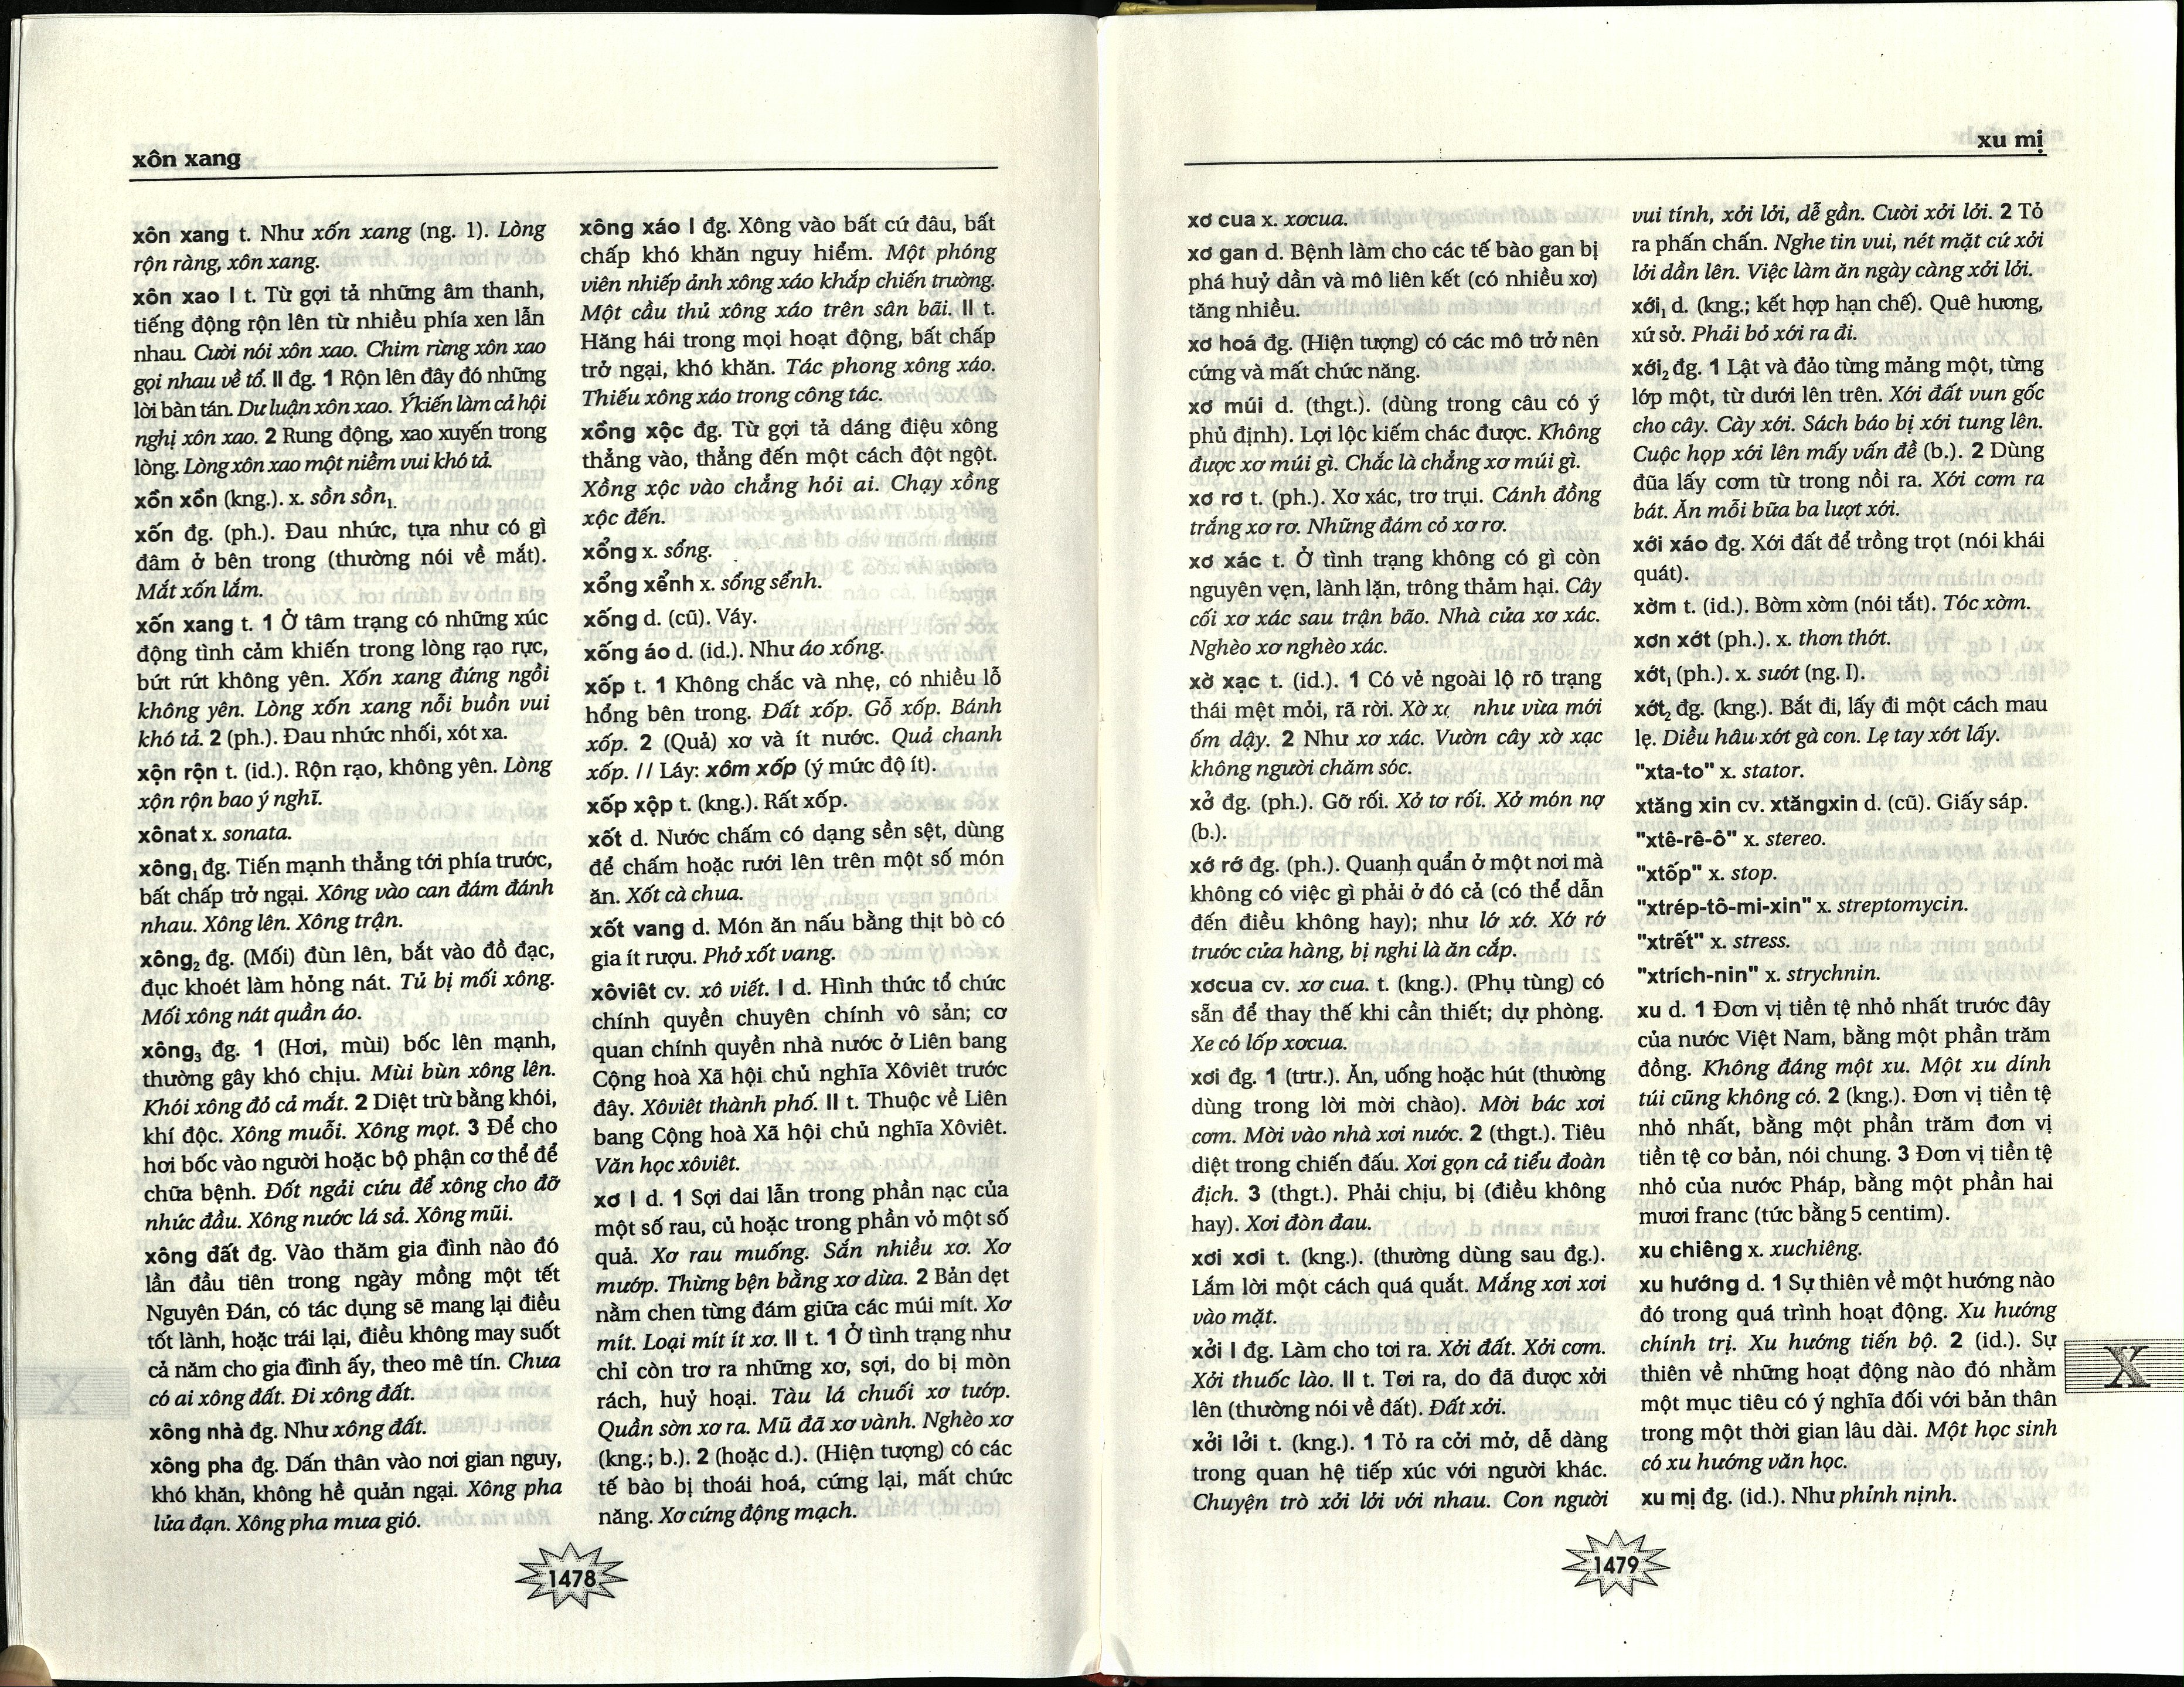 xôn xang
xôn xang t. Như xốn xang (ng. 1). Lòng
rộn ràng, xôn xang.
xôn xao I t. Từ gợi tả những âm thanh,
tiếng động rộn lên từ nhiều phía xen lẫn
nhau. Cười nói xôn xao. Chim rừng xôn xao
gọi nhau về tổ. II đg. 1 Rộn lên đây đó những
lời bàn tán. Dư luận xôn xao. Ý kiến làm cả hội
nghị xôn xao. 2 Rung động, xao xuyến trong
lòng. Lòng xôn xao một niềm vui khó tả.
xồn xồn (kng.). x. sồn sồn₁.
xốn đg. (ph.). Đau nhức, tựa như có gì
đâm ở bên trong (thường nói về mắt).
Mắt xốn lắm.
xốn xang t. 1 Ở tâm trạng có những xúc
động tình cảm khiến trong lòng rạo rực,
bứt rứt không yên. Xốn xang đứng ngồi
không yên. Lòng xốn xang nỗi buồn vui
khó tả. 2 (ph.). Đau nhức nhối, xót xa.
xộn rộn t. (id.). Rộn rạo, không yên. Lòng
xộn rộn bao ý nghĩ.
xônat x. sonata.
xông₁ đg. Tiến mạnh thẳng tới phía trước,
bất chấp trở ngại. Xông vào can đám đánh
nhau. Xông lên. Xông trận.
xông₂ đg. (Mối) đùn lên, bắt vào đồ đạc,
đục khoét làm hỏng nát. Tủ bị mối xông.
Mối xông nát quần áo.
xông₃ đg. 1 (Hơi, mùi) bốc lên mạnh,
thường gây khó chịu. Mùi bùn xông lên.
Khói xông đỏ cả mắt. 2 Diệt trừ bằng khói,
khí độc. Xông muỗi. Xông mọt. 3 Để cho
hơi bốc vào người hoặc bộ phận cơ thể để
chữa bệnh. Đốt ngải cứu để xông cho đỡ
nhức đầu. Xông nước lá sả. Xông mũi.
xông đất đg. Vào thăm gia đình nào đó
lần đầu tiên trong ngày mồng một tết
Nguyên Đán, có tác dụng sẽ mang lại điều
tốt lành, hoặc trái lại, điều không may suốt
cả năm cho gia đình ấy, theo mê tín. Chưa
có ai xông đất. Đi xông đất.
xông nhà đg. Như xông đất.
xông pha đg. Dấn thân vào nơi gian nguy,
khó khăn, không hề quản ngại. Xông pha
lửa đạn. Xông pha mưa gió.
xông xáo I đg. Xông vào bất cứ đâu, bất
chấp khó khăn nguy hiểm. Một phóng
viên nhiếp ảnh xông xáo khắp chiến trường.
Một cầu thủ xông xáo trên sân bãi. II t.
Hăng hái trong mọi hoạt động, bất chấp
trở ngại, khó khăn. Tác phong xông xáo.
Thiếu xông xáo trong công tác.
xồng xộc đg. Từ gợi tả dáng điệu xông
thẳng vào, thẳng đến một cách đột ngột.
Xồng xộc vào chẳng hỏi ai. Chạy xồng
xộc đến.
xổng x. sổng.
xổng xểnh x. sổng sểnh.
xống d. (cũ). Váy.
xống áo d. (id.). Như áo xống.
xốp t. 1 Không chắc và nhẹ, có nhiều lỗ
hổng bên trong. Đất xốp. Gỗ xốp. Bánh
xốp. 2 (Quả) xơ và ít nước. Quả chanh
xốp. // Láy: xôm xốp (ý mức độ ít).
xốp xộp t. (kng.). Rất xốp.
xốt d. Nước chấm có dạng sền sệt, dùng
để chấm hoặc rưới lên trên một số món
ăn. Xốt cà chua.
xốt vang d. Món ăn nấu bằng thịt bò có
gia ít rượu. Phở xốt vang.
xôviêt cv. xô viết. I d. Hình thức tổ chức
chính quyền chuyên chính vô sản; cơ
quan chính quyền nhà nước ở Liên bang
Cộng hoà Xã hội chủ nghĩa Xôviêt trước
đây. Xôviêt thành phố. II t. Thuộc về Liên
bang Cộng hoà Xã hội chủ nghĩa Xôviêt.
Văn học xôviêt.
xơ I d. 1 Sợi dai lẫn trong phần nạc của
một số rau, củ hoặc trong phần vỏ một số
quả. Xơ rau muống. Sắn nhiều xơ. Xơ
mướp. Thừng bện bằng xơ dừa. 2 Bản dẹt
nằm chen từng đám giữa các múi mít. Xơ
mít. Loại mít ít xơ. II t. 1 Ở tình trạng như
chỉ còn trơ ra những xơ, sợi, do bị mòn
rách, huỷ hoại. Tàu lá chuối xơ tướp.
Quần sờn xơ ra. Mũ đã xơ vành. Nghèo xơ
(kng.; b.). 2 (hoặc d.). (Hiện tượng) có các
tế bào bị thoái hoá, cứng lại, mất chức
năng. Xơ cứng động mạch.
1478
xu mị
xơ cua x. xơcua.
xơ gan d. Bệnh làm cho các tế bào gan bị
phá huỷ dần và mô liên kết (có nhiều xơ)
tăng nhiều.
xơ hoá đg. (Hiện tượng) có các mô trở nên
cứng và mất chức năng.
xơ múi d. (thgt.). (dùng trong câu có ý
phủ định). Lợi lộc kiếm chác được. Không
được xơ múi gì. Chắc là chẳng xơ múi gì.
xơ rơ t. (ph.). Xơ xác, trơ trụi. Cánh đồng
trắng xơ rơ. Những đám cỏ xơ rơ.
xơ xác t. Ở tình trạng không có gì còn
nguyên vẹn, lành lặn, trông thảm hại. Cây
cối xơ xác sau trận bão. Nhà cửa xơ xác.
Nghèo xơ nghèo xác.
xờ xạc t. (id.). 1 Có vẻ ngoài lộ rõ trạng
thái mệt mỏi, rã rời. Xờ như vừa mới
ốm dậy. 2 Như xơ xác. Vườn cây xờ xạc
không người chăm sóc.
xở đg. (ph.). Gỡ rối. Xở tơ rối. Xở món nợ
(b.).
xớ rớ đg. (ph.). Quanh quẩn ở một nơi mà
không có việc gì phải ở đó cả (có thể dẫn
đến điều không hay); như lớ xớ. Xớ rớ
trước cửa hàng, bị nghi là ăn cắp.
xơcua cv. xơ cua. t. (kng.). (Phụ tùng) có
sẵn để thay thế khi cần thiết; dự phòng.
Xe có lốp xơcua.
xơi đg. 1 (trtr.). Ăn, uống hoặc hút (thường
dùng trong lời mời chào). Mời bác xơi
cơm. Mời vào nhà xơi nước. 2 (thgt.). Tiêu
diệt trong chiến đấu. Xơi gọn cả tiểu đoàn
địch. 3 (thgt.). Phải chịu, bị (điều không
hay). Xơi đòn đau.
xơi xơi t. (kng.). (thường dùng sau đg.).
Lắm lời một cách quá quắt. Mắng xơi xơi
vào mặt.
xởi I đg. Làm cho tơi ra. Xởi đất. Xởi cơm.
Xởi thuốc lào. II t. Tơi ra, do đã được xởi
lên (thường nói về đất). Đất xởi.
xởi lởi t. (kng.). 1 Tỏ ra cởi mở, dễ dàng
trong quan hệ tiếp xúc với người khác.
Chuyện trò xởi lởi với nhau. Con người
vui tính, xởi lởi, dễ gần. Cười xởi lởi. 2 Tỏ
ra phấn chấn. Nghe tin vui, nét mặt cứ xởi
lởi dần lên. Việc làm ăn ngày càng xởi lởi.
xới₁ d. (kng.; kết hợp hạn chế). Quê hương,
xứ sở. Phải bỏ xới ra đi.
xới₂ đg. 1 Lật và đảo từng mảng một, từng
lớp một, từ dưới lên trên. Xới đất vun gốc
cho cây. Cày xới. Sách báo bị xới tung lên.
Cuộc họp xới lên mấy vấn đề (b.). 2 Dùng
đũa lấy cơm từ trong nồi ra. Xới cơm ra
bát. Ăn mỗi bữa ba lượt xới.
xới xáo đg. Xới đất để trồng trọt (nói khái
quát).
xờm t. (id.). Bờm xờm (nói tắt). Tóc xờm.
xơn xớt (ph.). x. thơn thớt.
xớt₁ (ph.). x. sướt (ng. I).
xớt₂ đg. (kng.). Bắt đi, lấy đi một cách mau
lẹ. Diều hâu xớt gà con. Lẹ tay xớt lấy.
"xta-to" x. stator.
xtăng xin cv. xtăngxin d. (cũ). Giấy sáp.
"xtê-rê-ô" x. stereo.
"xtốp" x. stop.
"xtrép-tô-mi-xin" x. streptomycin.
"xtrết" x. stress.
"xtrích-nin" x. strychnin.
xu d. 1 Đơn vị tiền tệ nhỏ nhất trước đây
của nước Việt Nam, bằng một phần trăm
đồng. Không đáng một xu. Một xu dính
túi cũng không có. 2 (kng.). Đơn vị tiền tệ
nhỏ nhất, bằng một phần trăm đơn vị
tiền tệ cơ bản, nói chung. 3 Đơn vị tiền tệ
nhỏ của nước Pháp, bằng một phần hai
mươi franc (tức bằng 5 centim).
xu chiêng x. xuchiêng.
xu hướng d. 1 Sự thiên về một hướng nào
đó trong quá trình hoạt động. Xu hướng
chính trị. Xu hướng tiến bộ. 2 (id.). Sự
thiên về những hoạt động nào đó nhằm
một mục tiêu có ý nghĩa đối với bản thân
trong một thời gian lâu dài. Một học sinh
có xu hướng văn học.
xu mị đg. (id.). Như phỉnh nịnh.
X
1479